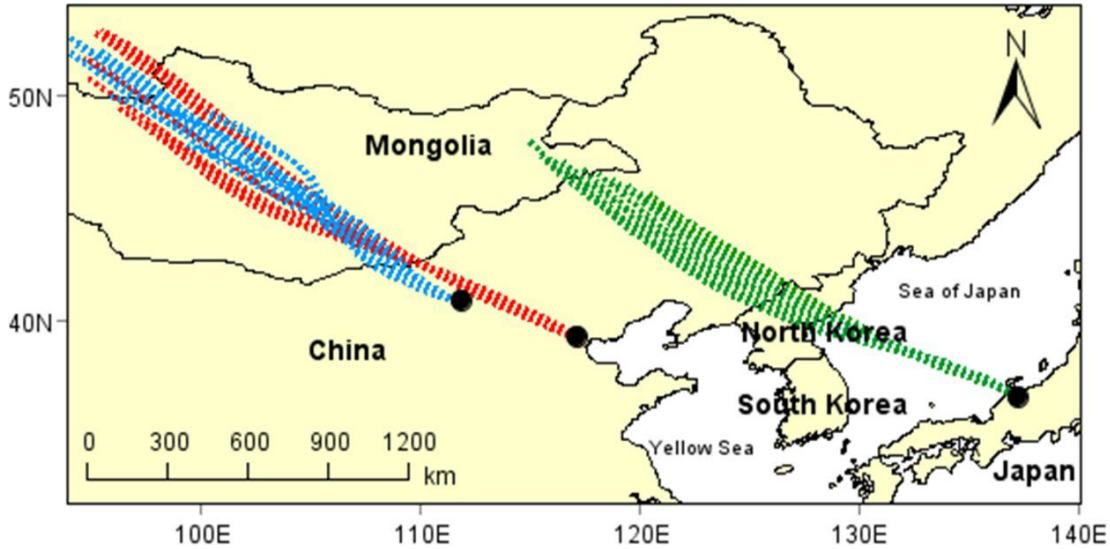 N
50N
Mongolia
Sea of Japan
40N
North Korea
China
South Korea
0 300 600 900 1200
km
Yellow Sea
Japan
100E 110E 120E 130E 140E